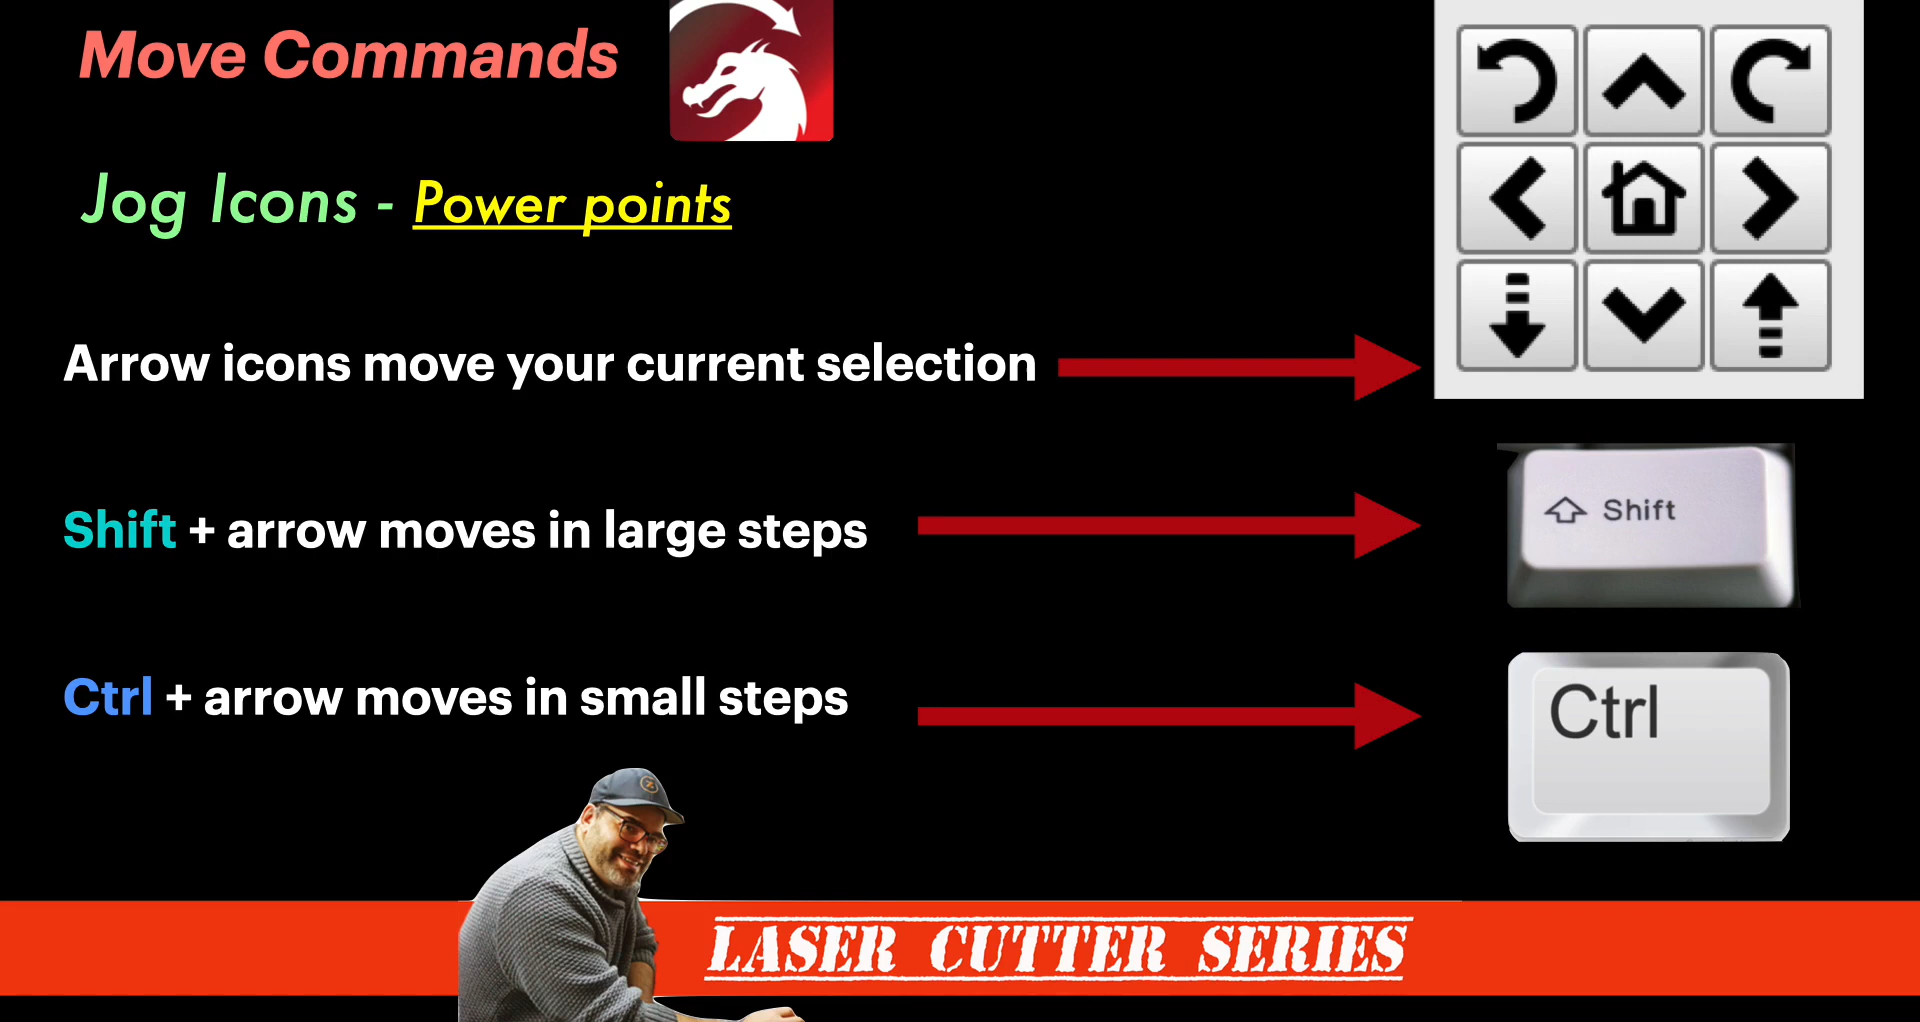 Move Commands
Jog Icons - Power points
Arrow icons move your current selection
Shift + arrow moves in large steps
Shift
Ctrl + arrow moves in small steps
Ctrl
LASER CUTTER SERIES